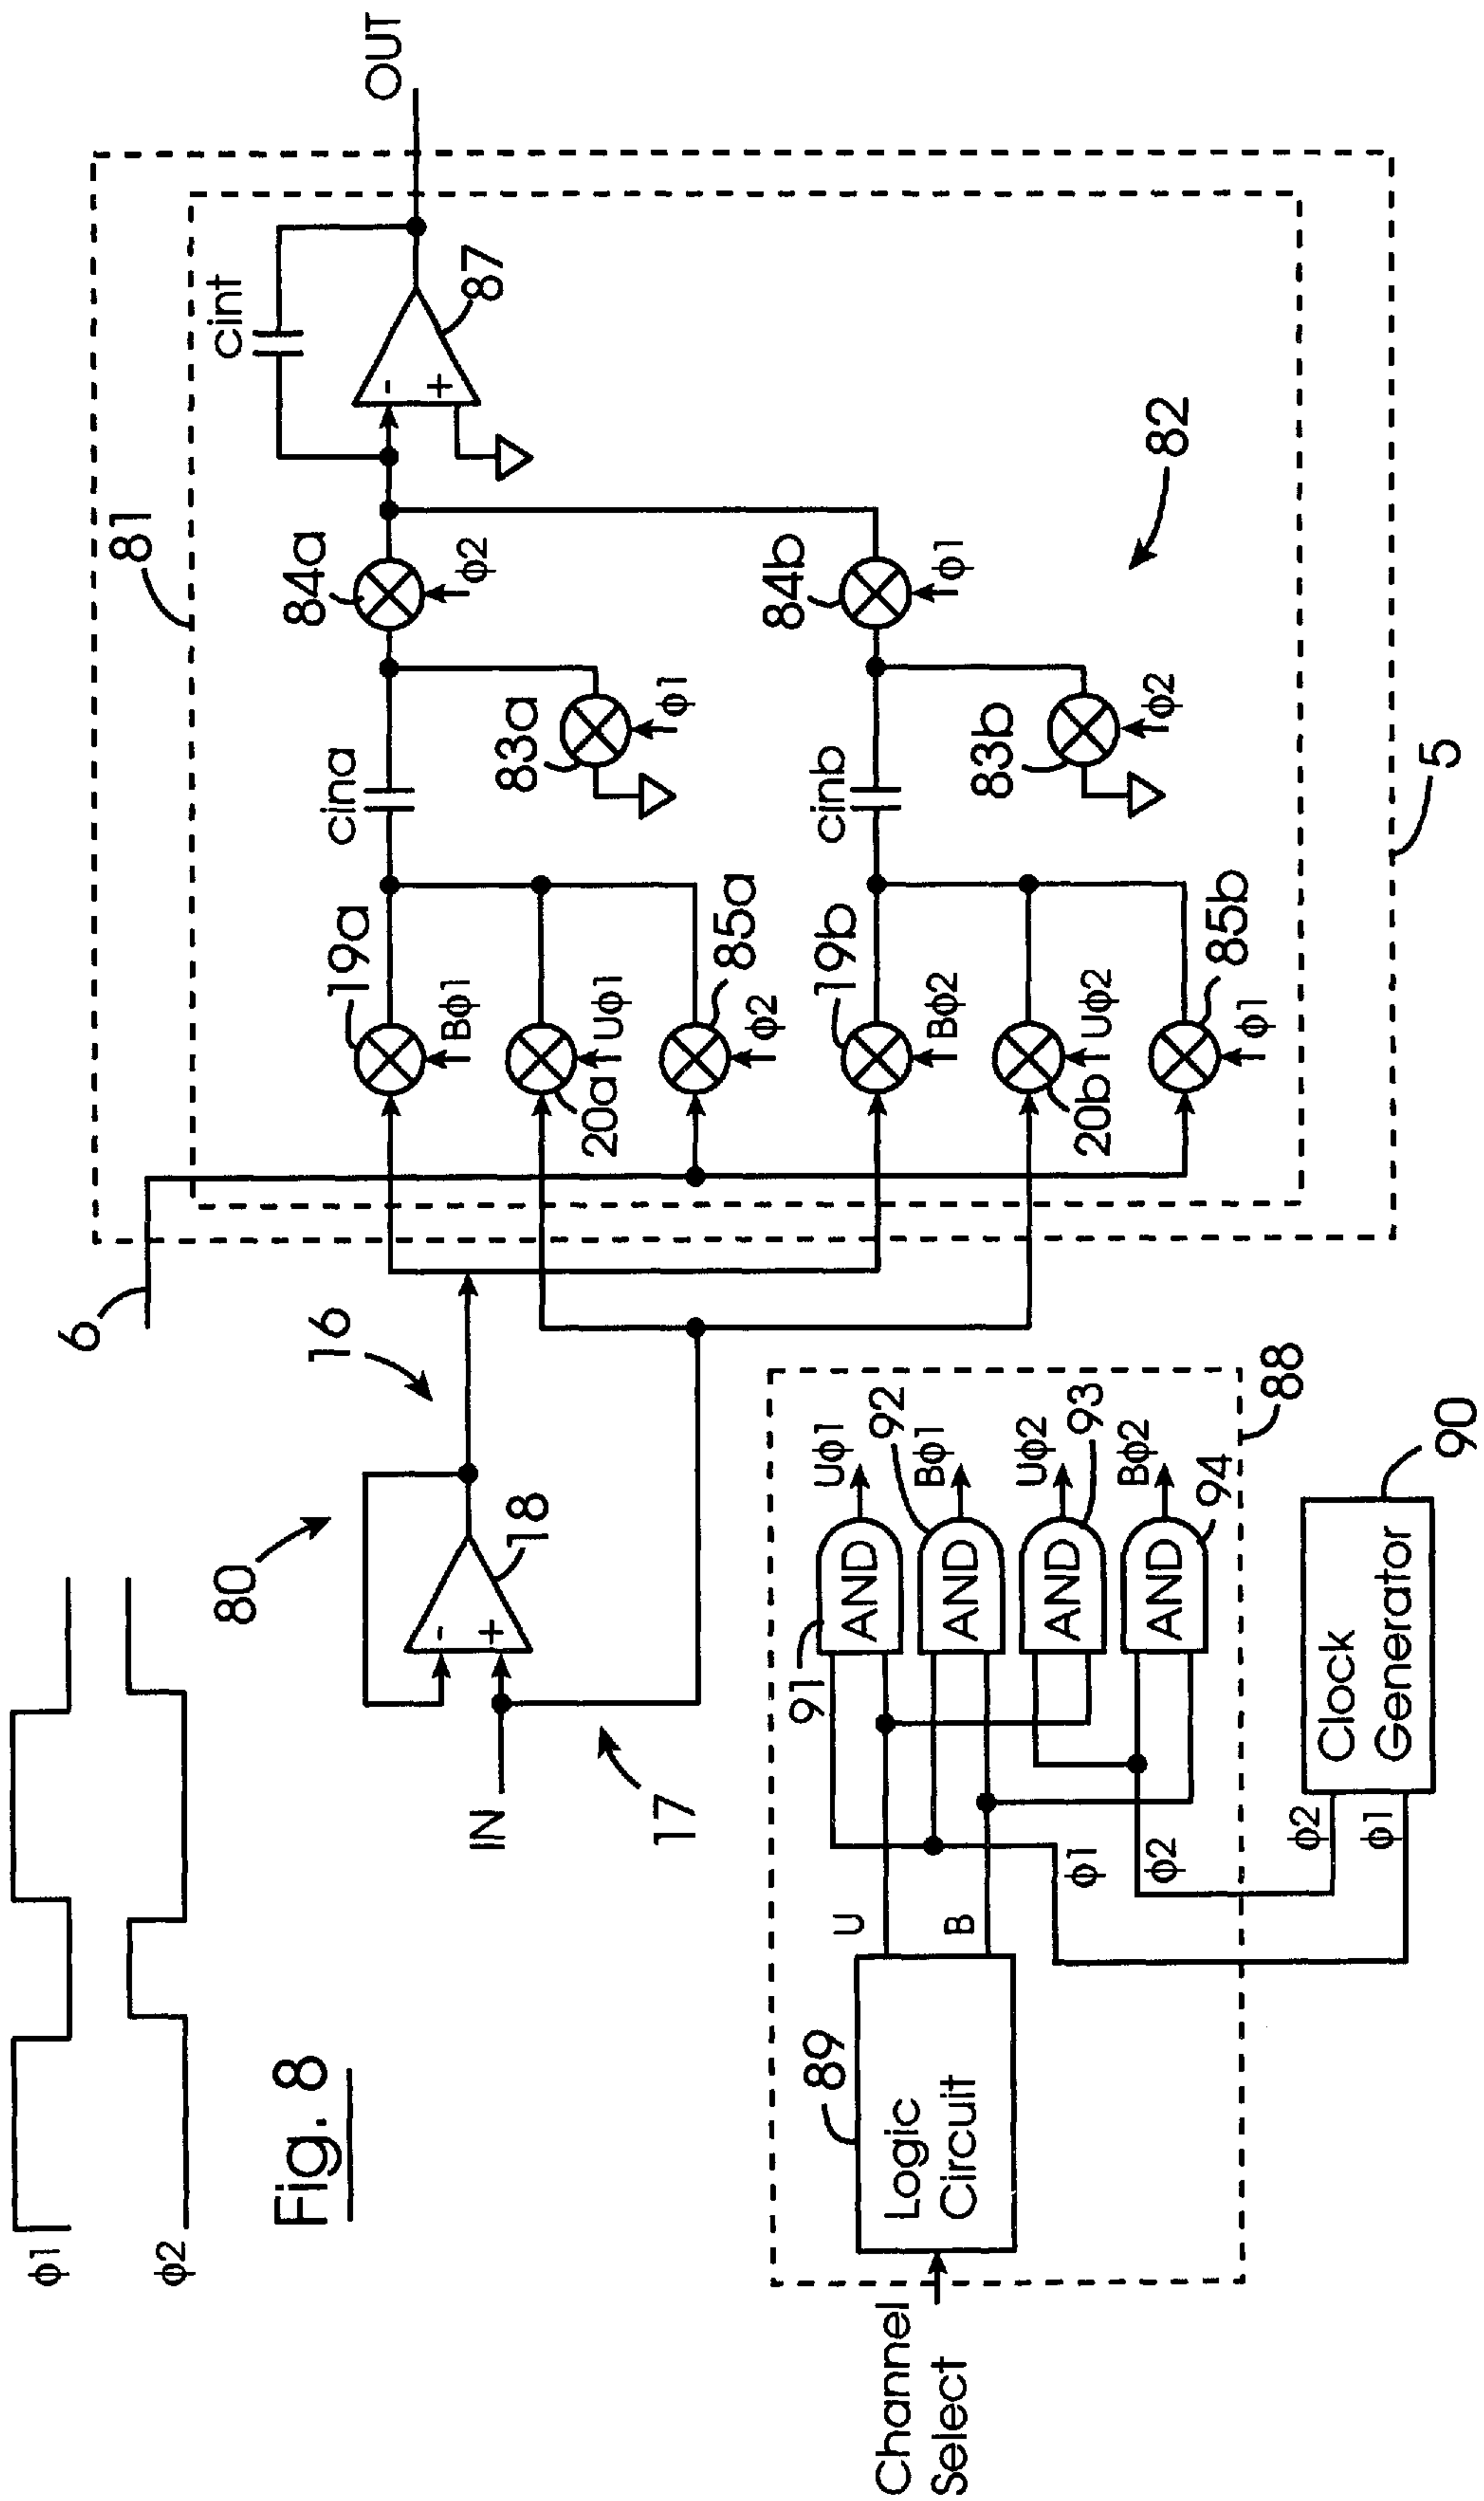 ϕ1
ϕ2
Fig. 8
80
16
6
IN
-
+
18
17
81
cint
OUT
-
+
87
84a
ϕ2
cina
83a
ϕ1
19a
Bϕ1
20a
Uϕ1
85a
ϕ2
84b
ϕ1
cinb
83b
ϕ2
19b
Bϕ2
20b
Uϕ2
85b
ϕ1
82
5
Channel
Select
89
Logic
Circuit
U
B
ϕ1
ϕ2
91
AND
Uϕ1
92
AND
Bϕ1
93
AND
Uϕ2
94
AND
Bϕ2
88
ϕ2
ϕ1
Clock
Generator
90